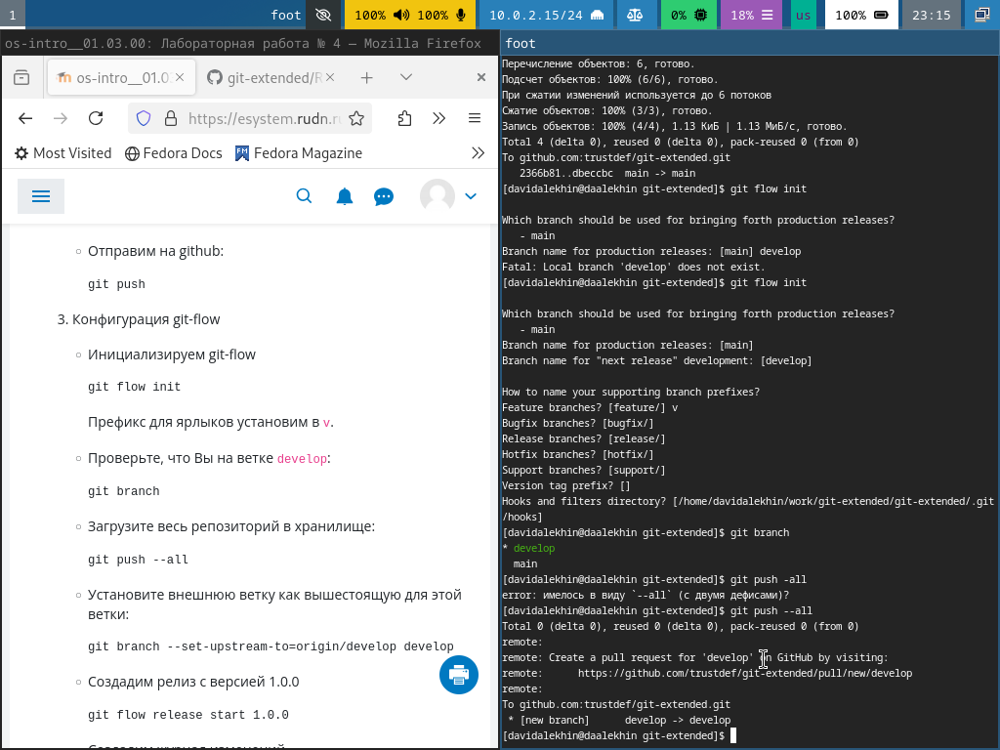 1
foot
100%
100%
10.0.2.15/24
0%
18%
us
100%
23:15
os-intro__01.03.00: Лабораторная работа № 4 — Mozilla Firefox
os-intro__01.0
git-extended/R
https://esystem.rudn.r
Most Visited
Fedora Docs
Fedora Magazine
Отправим на github:
git push
3. Конфигурация git-flow
Инициализируем git-flow
git flow init
Префикс для ярлыков установим в v.
Проверьте, что Вы на ветке develop:
git branch
Загрузите весь репозиторий в хранилище:
git push --all
Установите внешнюю ветку как вышестоящую для этой
ветки:
git branch --set-upstream-to=origin/develop develop
Создадим релиз с версией 1.0.0
git flow release start 1.0.0
foot
Перечисление объектов: 6, готово.
Подсчет объектов: 100% (6/6), готово.
При сжатии изменений используется до 6 потоков
Сжатие объектов: 100% (3/3), готово.
Запись объектов: 100% (4/4), 1.13 КиБ | 1.13 МиБ/с, готово.
Total 4 (delta 0), reused 0 (delta 0), pack-reused 0 (from 0)
To github.com:trustdef/git-extended.git
2366b81..dbeccbc main -> main
[davidalekhin@daalekhin git-extended]$ git flow init
Which branch should be used for bringing forth production releases?
- main
Branch name for production releases: [main] develop
Fatal: Local branch 'develop' does not exist.
[davidalekhin@daalekhin git-extended]$ git flow init
Which branch should be used for bringing forth production releases?
- main
Branch name for production releases: [main]
Branch name for "next release" development: [develop]
How to name your supporting branch prefixes?
Feature branches? [feature/] v
Bugfix branches? [bugfix/]
Release branches? [release/]
Hotfix branches? [hotfix/]
Support branches? [support/]
Version tag prefix? []
Hooks and filters directory? [/home/davidalekhin/work/git-extended/git-extended/.git
/hooks]
[davidalekhin@daalekhin git-extended]$ git branch
* develop
main
[davidalekhin@daalekhin git-extended]$ git push -all
error: имелось в виду `--all` (с двумя дефисами)?
[davidalekhin@daalekhin git-extended]$ git push --all
Total 0 (delta 0), reused 0 (delta 0), pack-reused 0 (from 0)
remote:
remote: Create a pull request for 'develop' on GitHub by visiting:
remote: https://github.com/trustdef/git-extended/pull/new/develop
remote:
To github.com:trustdef/git-extended.git
* [new branch] develop -> develop
[davidalekhin@daalekhin git-extended]$